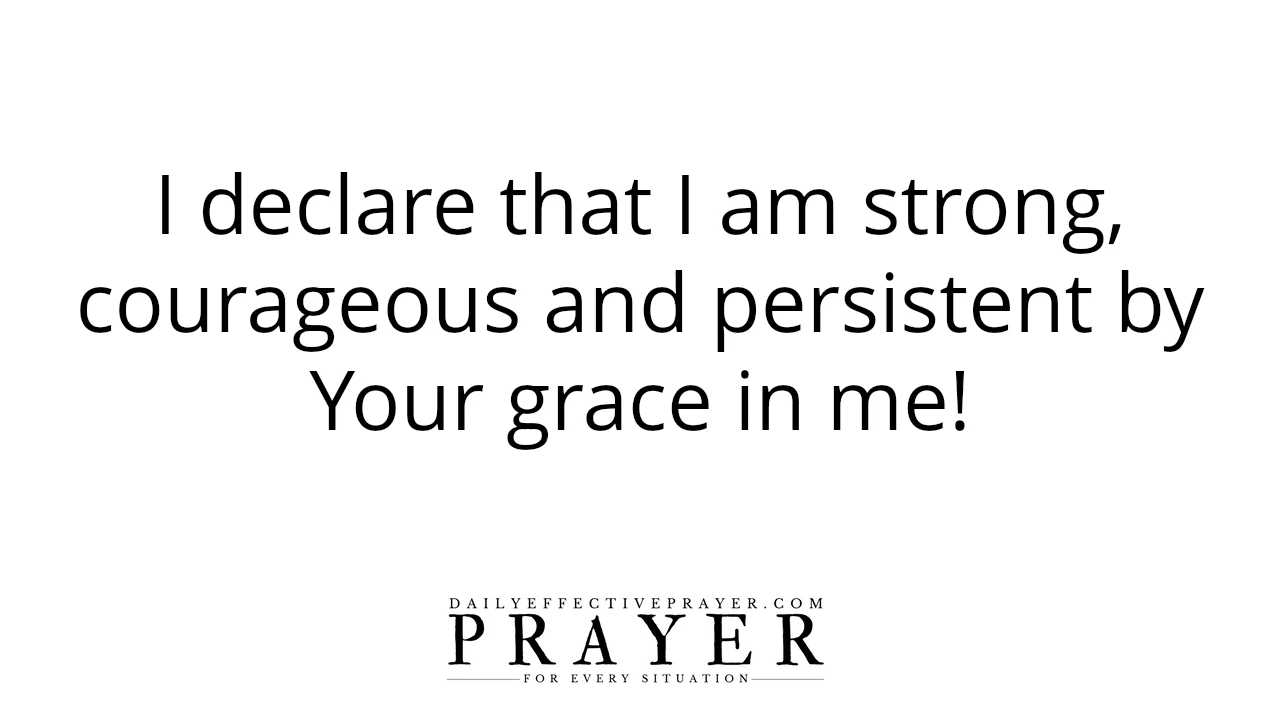 I declare that I am strong,
courageous and persistent by
Your grace in me!
DAILYEFFECTIVEPRAYER.COM
PRAYER
FOR EVERY SITUATION